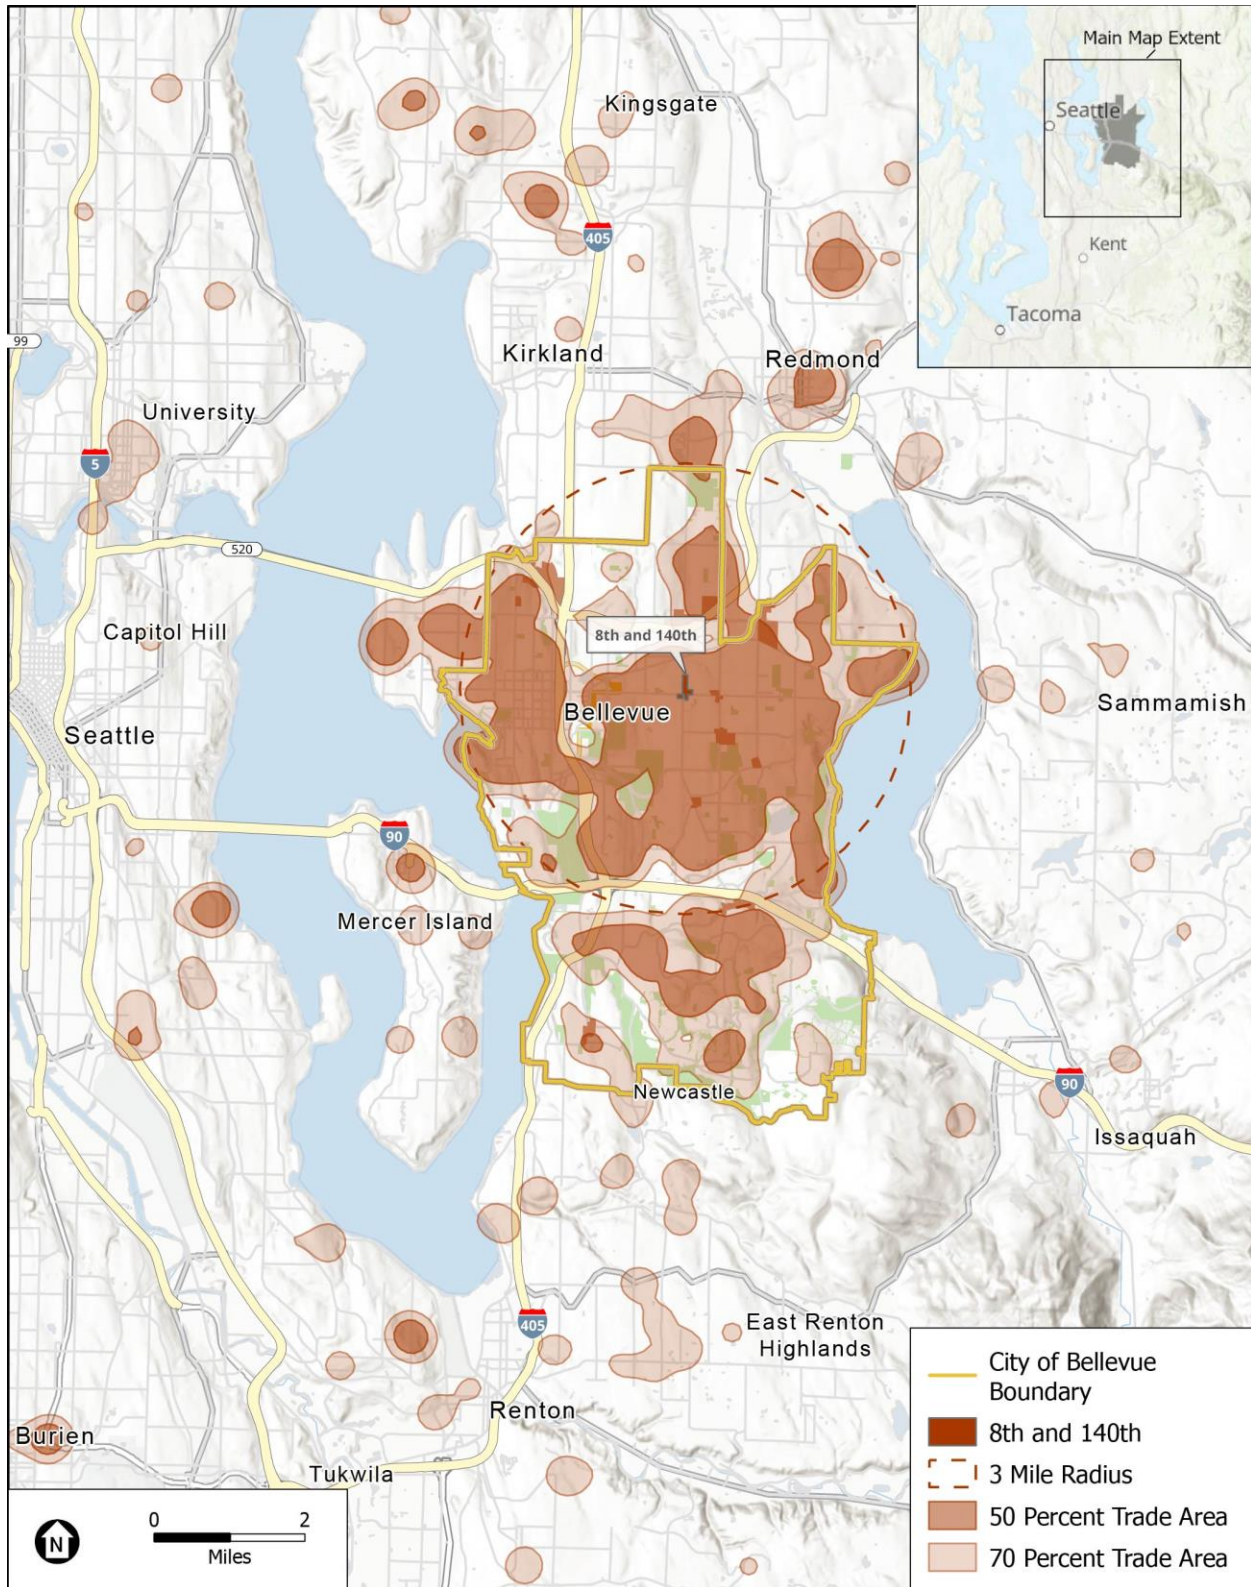 Main Map Extent
Seattle
Kent
Tacoma
Kingsgate
405
99
Kirkland
Redmond
University
5
520
Capitol Hill
8th and 140th
Bellevue
Sammamish
Seattle
90
Mercer Island
Newcastle
90
Issaquah
405
East Renton
Highlands
Renton
Burien
Tukwila
City of Bellevue
Boundary
8th and 140th
3 Mile Radius
50 Percent Trade Area
70 Percent Trade Area
N
0 2
Miles